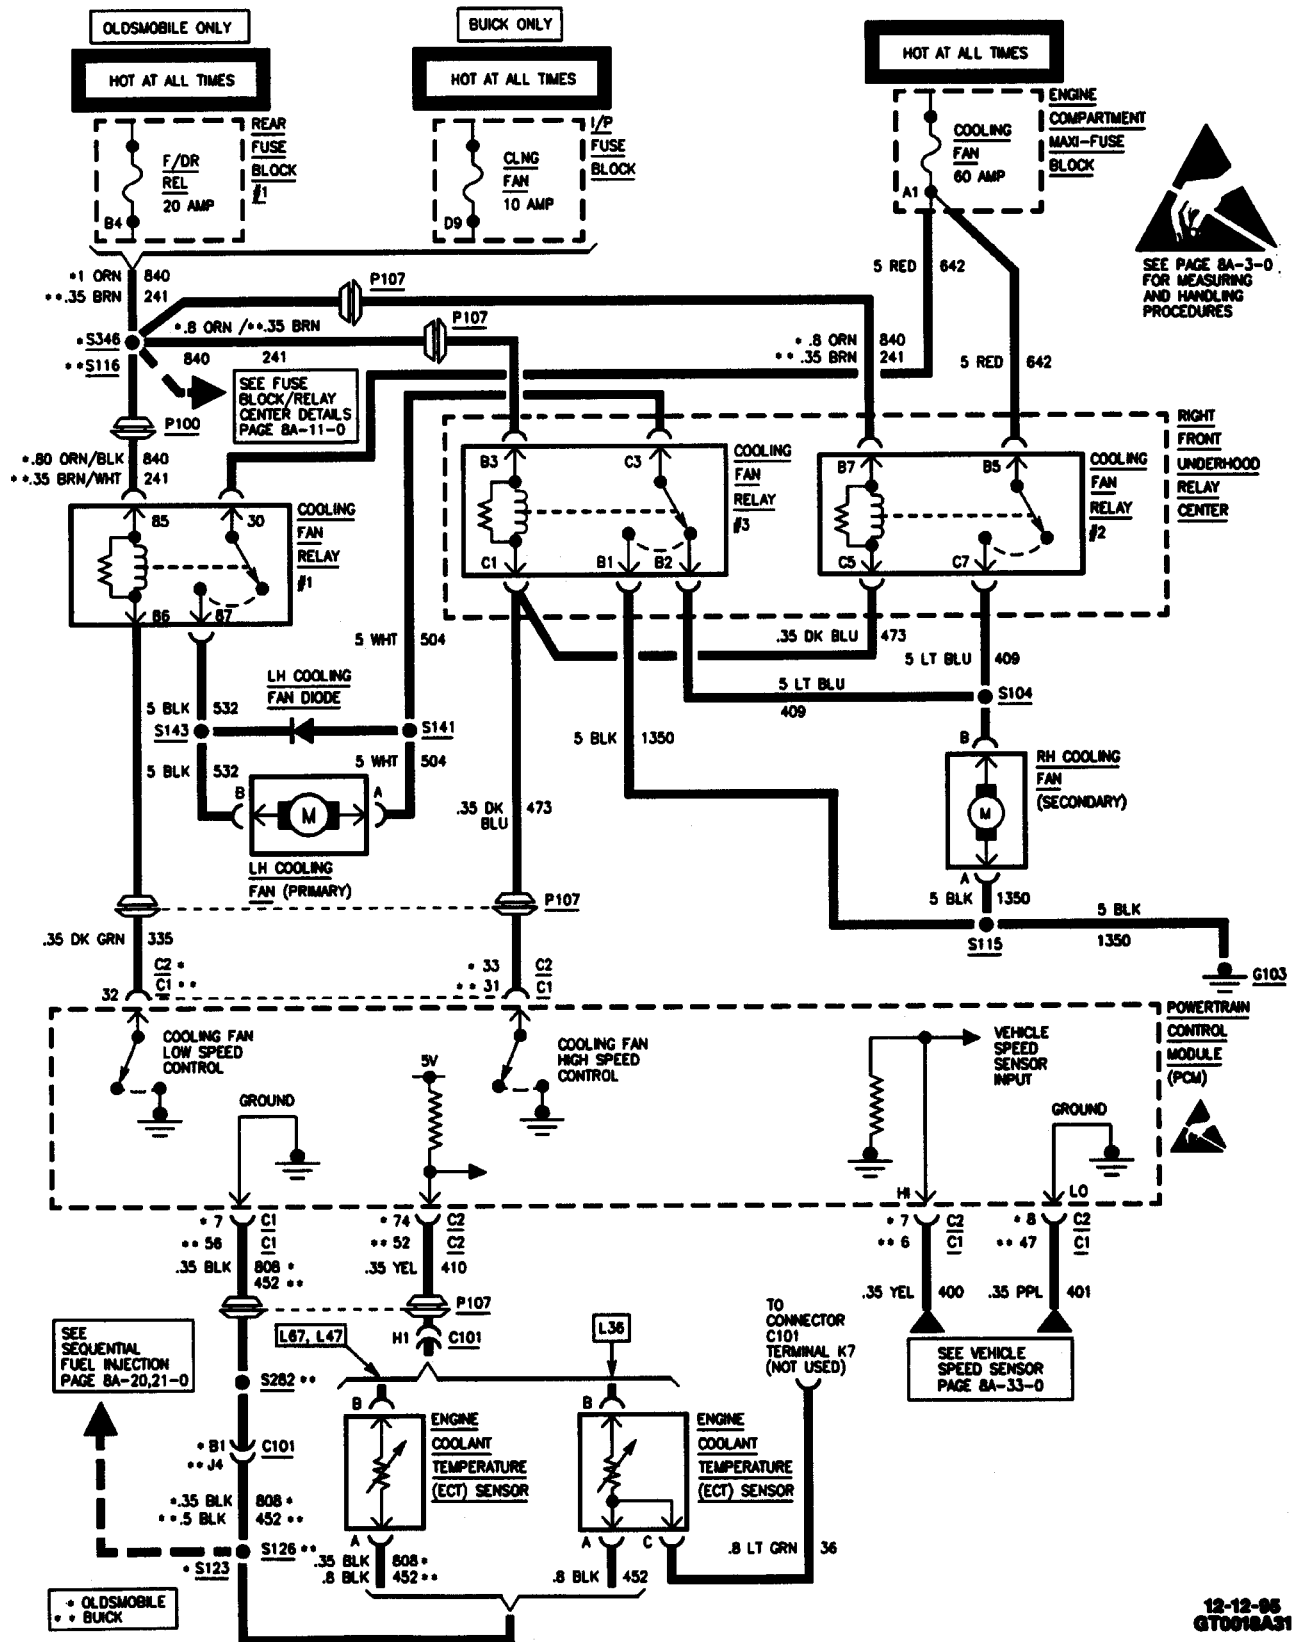 OLDSMOBILE ONLY
HOT AT ALL TIMES
BUICK ONLY
HOT AT ALL TIMES
HOT AT ALL TIMES
F/DR
REL
20 AMP
B4
REAR
FUSE
BLOCK
#1
CLNG
FAN
10 AMP
D9
I/P
FUSE
BLOCK
COOLING
FAN
60 AMP
A1
ENGINE
COMPARTMENT
MAXI-FUSE
BLOCK
SEE PAGE 8A-3-0
FOR MEASURING
AND HANDLING
PROCEDURES
*1 ORN 840
**.35 BRN 241
P107
5 RED 642
*S346
**S116
*.8 ORN /**.35 BRN
840 241
P107
* .8 ORN 840
** .35 BRN 241
5 RED 642
SEE FUSE
BLOCK/RELAY
CENTER DETAILS
PAGE 8A-11-0
P100
*.80 ORN/BLK 840
**.35 BRN/WHT 241
85 30
86 87
COOLING
FAN
RELAY
#1
B3 C3
C1 B1 B2
COOLING
FAN
RELAY
#3
B7 B5
C5 C7
COOLING
FAN
RELAY
#2
RIGHT
FRONT
UNDERHOOD
RELAY
CENTER
5 WHT 504
.35 DK BLU 473
5 LT BLU 409
5 LT BLU
409
S104
LH COOLING
FAN DIODE
5 BLK 532
S143
S141
5 BLK 532
5 WHT 504
5 BLK 1350
B M A
LH COOLING
FAN (PRIMARY)
.35 DK
BLU
473
B
M
A
RH COOLING
FAN
(SECONDARY)
P107
5 BLK 1350
S115
5 BLK
1350
G103
.35 DK GRN 335
32 C2 *
C1 **
* 33 C2
** 31 C1
COOLING FAN
LOW SPEED
CONTROL
5V
COOLING FAN
HIGH SPEED
CONTROL
VEHICLE
SPEED
SENSOR
INPUT
POWERTRAIN
CONTROL
MODULE
(PCM)
GROUND
GROUND
HI LO
* 7 C1
** 56 C1
* 74 C2
** 52 C2
* 7 C2
** 6 C1
* 8 C2
** 47 C1
.35 BLK 808 *
452 **
.35 YEL 410
.35 YEL 400
.35 PPL 401
P107
H1 C101
L67, L47
L36
TO
CONNECTOR
C101
TERMINAL K7
(NOT USED)
SEE VEHICLE
SPEED SENSOR
PAGE 8A-33-0
SEE
SEQUENTIAL
FUEL INJECTION
PAGE 8A-20,21-0
S282 **
*B1 C101
**J4
B
ENGINE
COOLANT
TEMPERATURE
(ECT) SENSOR
A
B
ENGINE
COOLANT
TEMPERATURE
(ECT) SENSOR
A C
*.35 BLK 808 *
**.5 BLK 452 **
S126 **
* S123
.35 BLK 808 *
.8 BLK 452 **
.8 BLK 452
.8 LT GRN 36
* OLDSMOBILE
** BUICK
12-12-95
GT0018A31